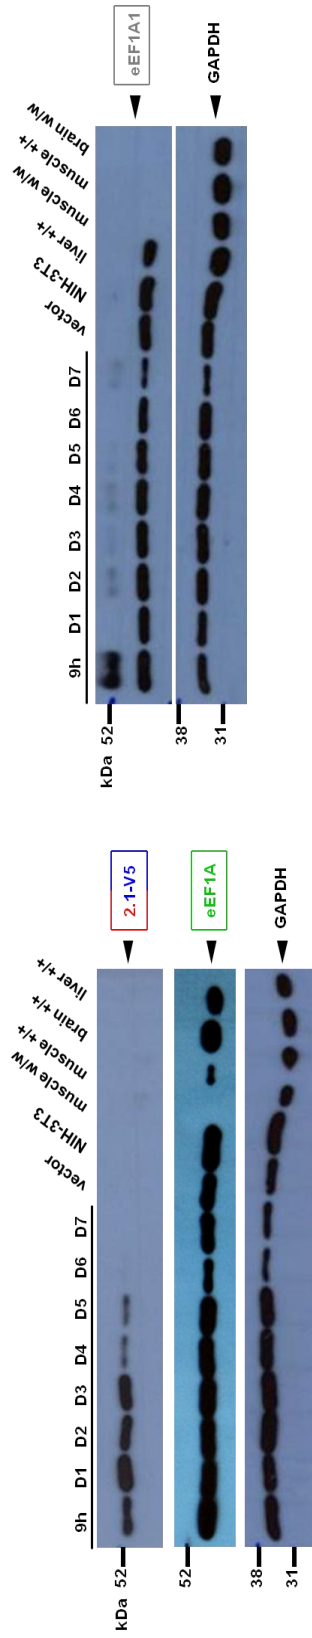 9h D1 D2 D3 D4 D5 D6 D7 vector NIH-3T3 muscle w/w muscle +/+ brain +/+ liver +/+
kDa 52 2.1-V5
52 eEF1A
38 GAPDH
31
9h D1 D2 D3 D4 D5 D6 D7 vector NIH-3T3 liver +/+ muscle w/w muscle +/+ brain w/w
kDa 52 eEF1A1
38
31 GAPDH